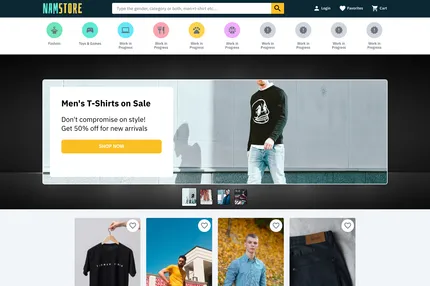 NAMSTORE
Type the gender, category or both, (men+t-shirt etc...
Login
Favorites
Cart
Fashion
Toys & Games
Work in Progress
Work in Progress
Work in Progress
Work in Progress
Work in Progress
Work in Progress
Work in Progress
Work in Progress
Men's T-Shirts on Sale
Don't compromise on style!
Get 50% off for new arrivals
SHOP NOW